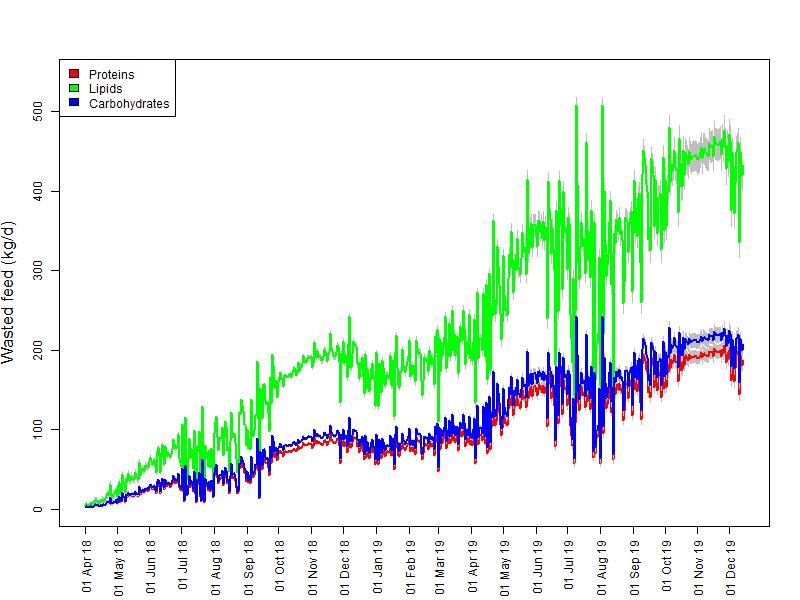 Proteins
Lipids
Carbohydrates
Wasted feed (kg/d)
500
400
300
200
100
0
01 Apr 18
01 May 18
01 Jun 18
01 Jul 18
01 Aug 18
01 Sep 18
01 Oct 18
01 Nov 18
01 Dec 18
01 Jan 19
01 Feb 19
01 Mar 19
01 Apr 19
01 May 19
01 Jun 19
01 Jul 19
01 Aug 19
01 Sep 19
01 Oct 19
01 Nov 19
01 Dec 19